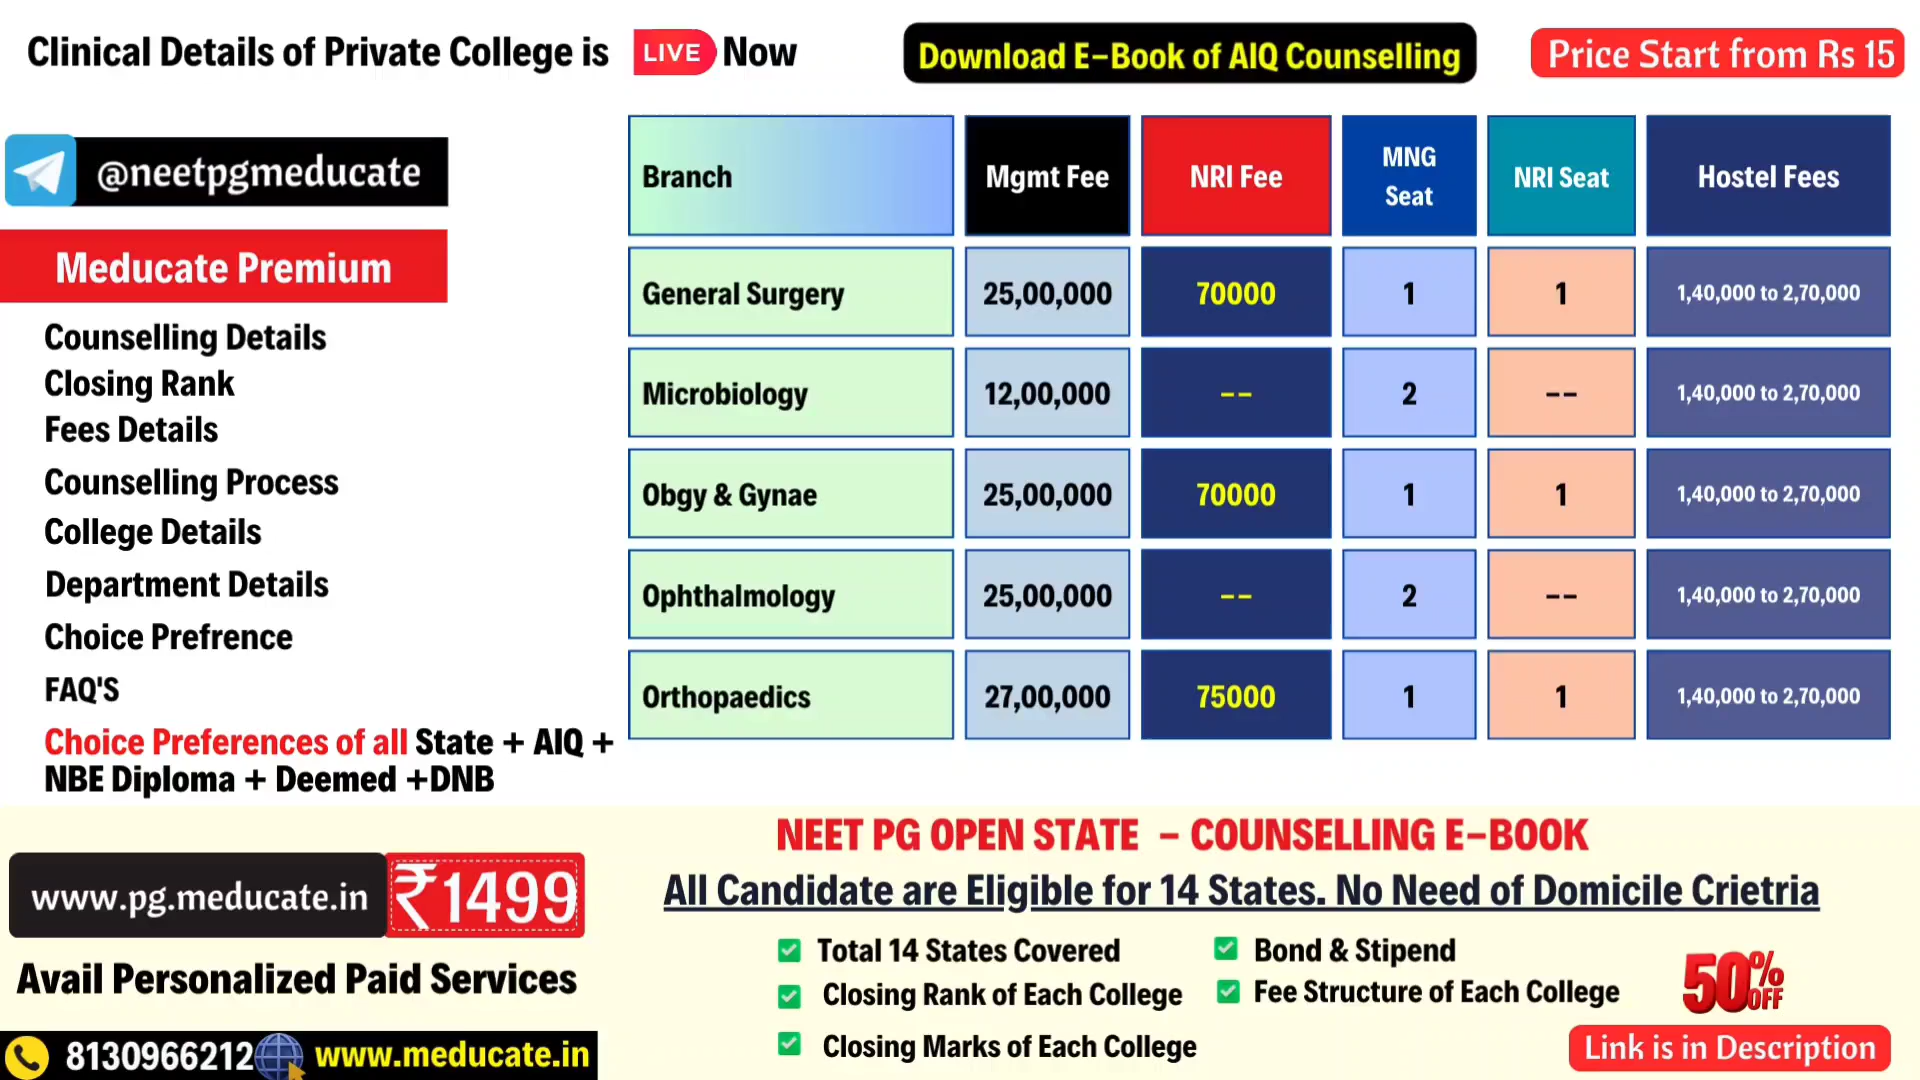 Clinical Details of Private College is LIVE Now
Download E-Book of AIQ Counselling
Price Start from Rs 15
@neetpgmeducate
Meducate Premium
Counselling Details
Closing Rank
Fees Details
Counselling Process
College Details
Department Details
Choice Prefrence
FAQ'S
Choice Preferences of all State + AIQ +
NBE Diploma + Deemed +DNB
Branch Mgmt Fee NRI Fee MNG Seat NRI Seat Hostel Fees
General Surgery 25,00,000 70000 1 1 1,40,000 to 2,70,000
Microbiology 12,00,000 -- 2 -- 1,40,000 to 2,70,000
Obgy & Gynae 25,00,000 70000 1 1 1,40,000 to 2,70,000
Ophthalmology 25,00,000 -- 2 -- 1,40,000 to 2,70,000
Orthopaedics 27,00,000 75000 1 1 1,40,000 to 2,70,000
www.pg.meducate.in ₹1499
Avail Personalized Paid Services
8130966212 www.meducate.in
NEET PG OPEN STATE - COUNSELLING E-BOOK
All Candidate are Eligible for 14 States. No Need of Domicile Crietria
Total 14 States Covered
Closing Rank of Each College
Closing Marks of Each College
Bond & Stipend
Fee Structure of Each College
50% OFF
Link is in Description